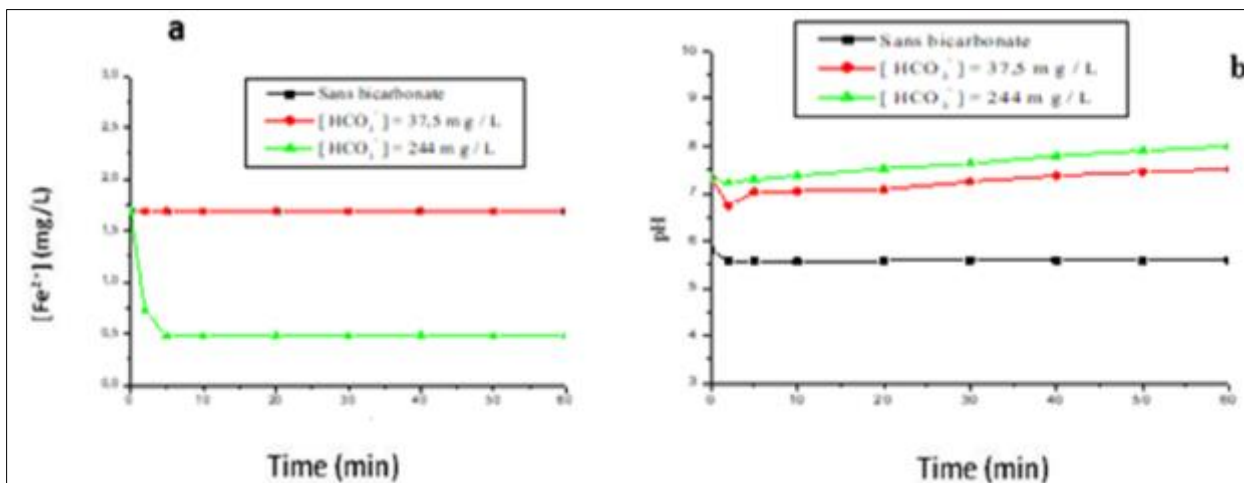 a
Sans bicarbonate
[ HCO₃⁻ ] = 37,5 m g / L
[ HCO₃⁻ ] = 244 m g / L
3,0
2,5
2,0
1,5
1,0
0,5
0,0
0 10 20 30 40 50 60
[Fe²⁺] (mg/L)
Time (min)
b
Sans bicarbonate
[ HCO₃⁻ ] = 37,5 m g / L
[ HCO₃⁻ ] = 244 m g / L
10
9
8
7
6
5
4
3
0 10 20 30 40 50 60
pH
Time (min)